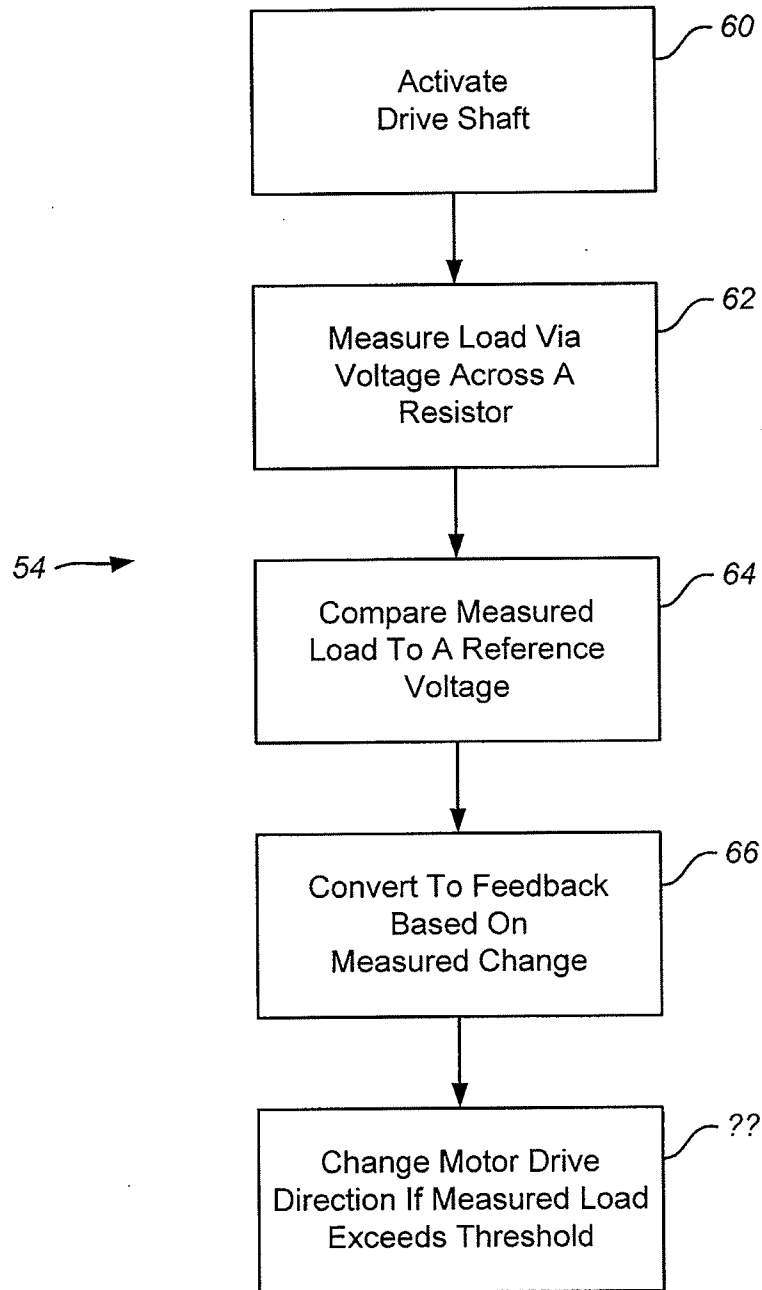 60
Activate
Drive Shaft
62
Measure Load Via
Voltage Across A
Resistor
54
64
Compare Measured
Load To A Reference
Voltage
66
Convert To Feedback
Based On
Measured Change
??
Change Motor Drive
Direction If Measured Load
Exceeds Threshold